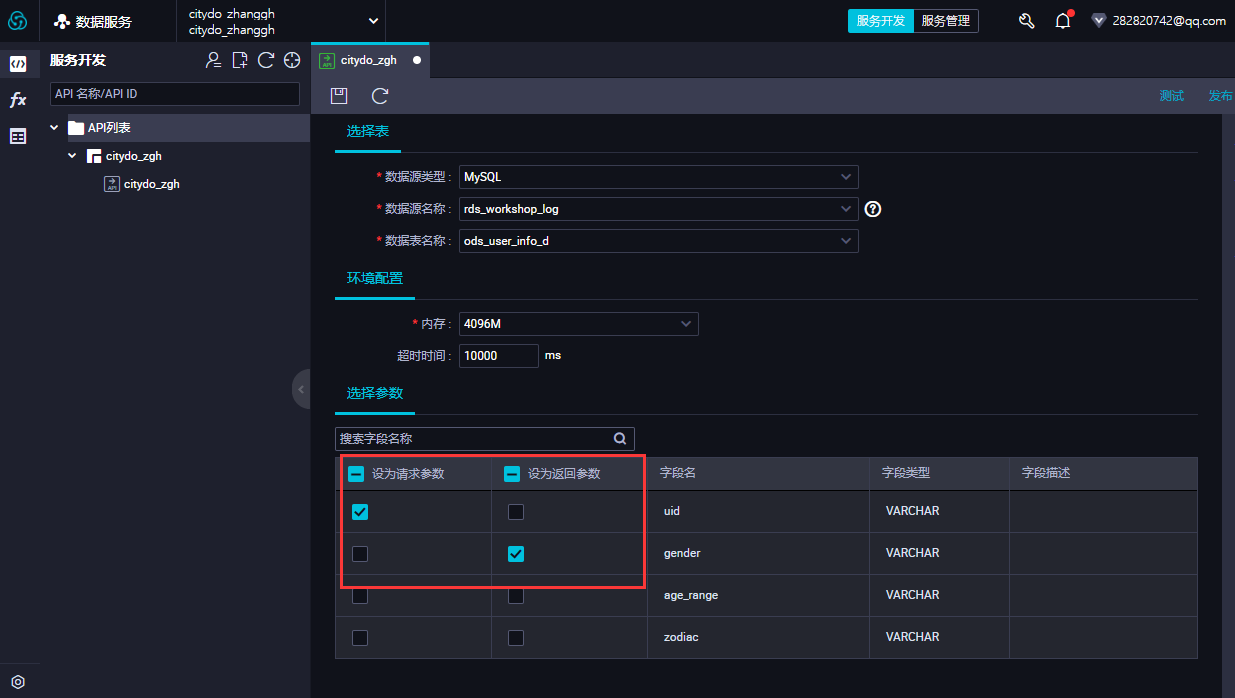 数据服务
citydo_zhanggh
citydo_zhanggh
服务开发
服务管理
282820742@qq.com
服务开发
API 名称/API ID
API列表
citydo_zgh
citydo_zgh
fx
citydo_zgh
测试
发布
选择表
* 数据源类型 :
MySQL
* 数据源名称 :
rds_workshop_log
* 数据表名称 :
ods_user_info_d
环境配置
* 内存 :
4096M
超时时间 :
10000
ms
选择参数
搜索字段名称
设为请求参数
设为返回参数
字段名
字段类型
字段描述
uid
VARCHAR
gender
VARCHAR
age_range
VARCHAR
zodiac
VARCHAR